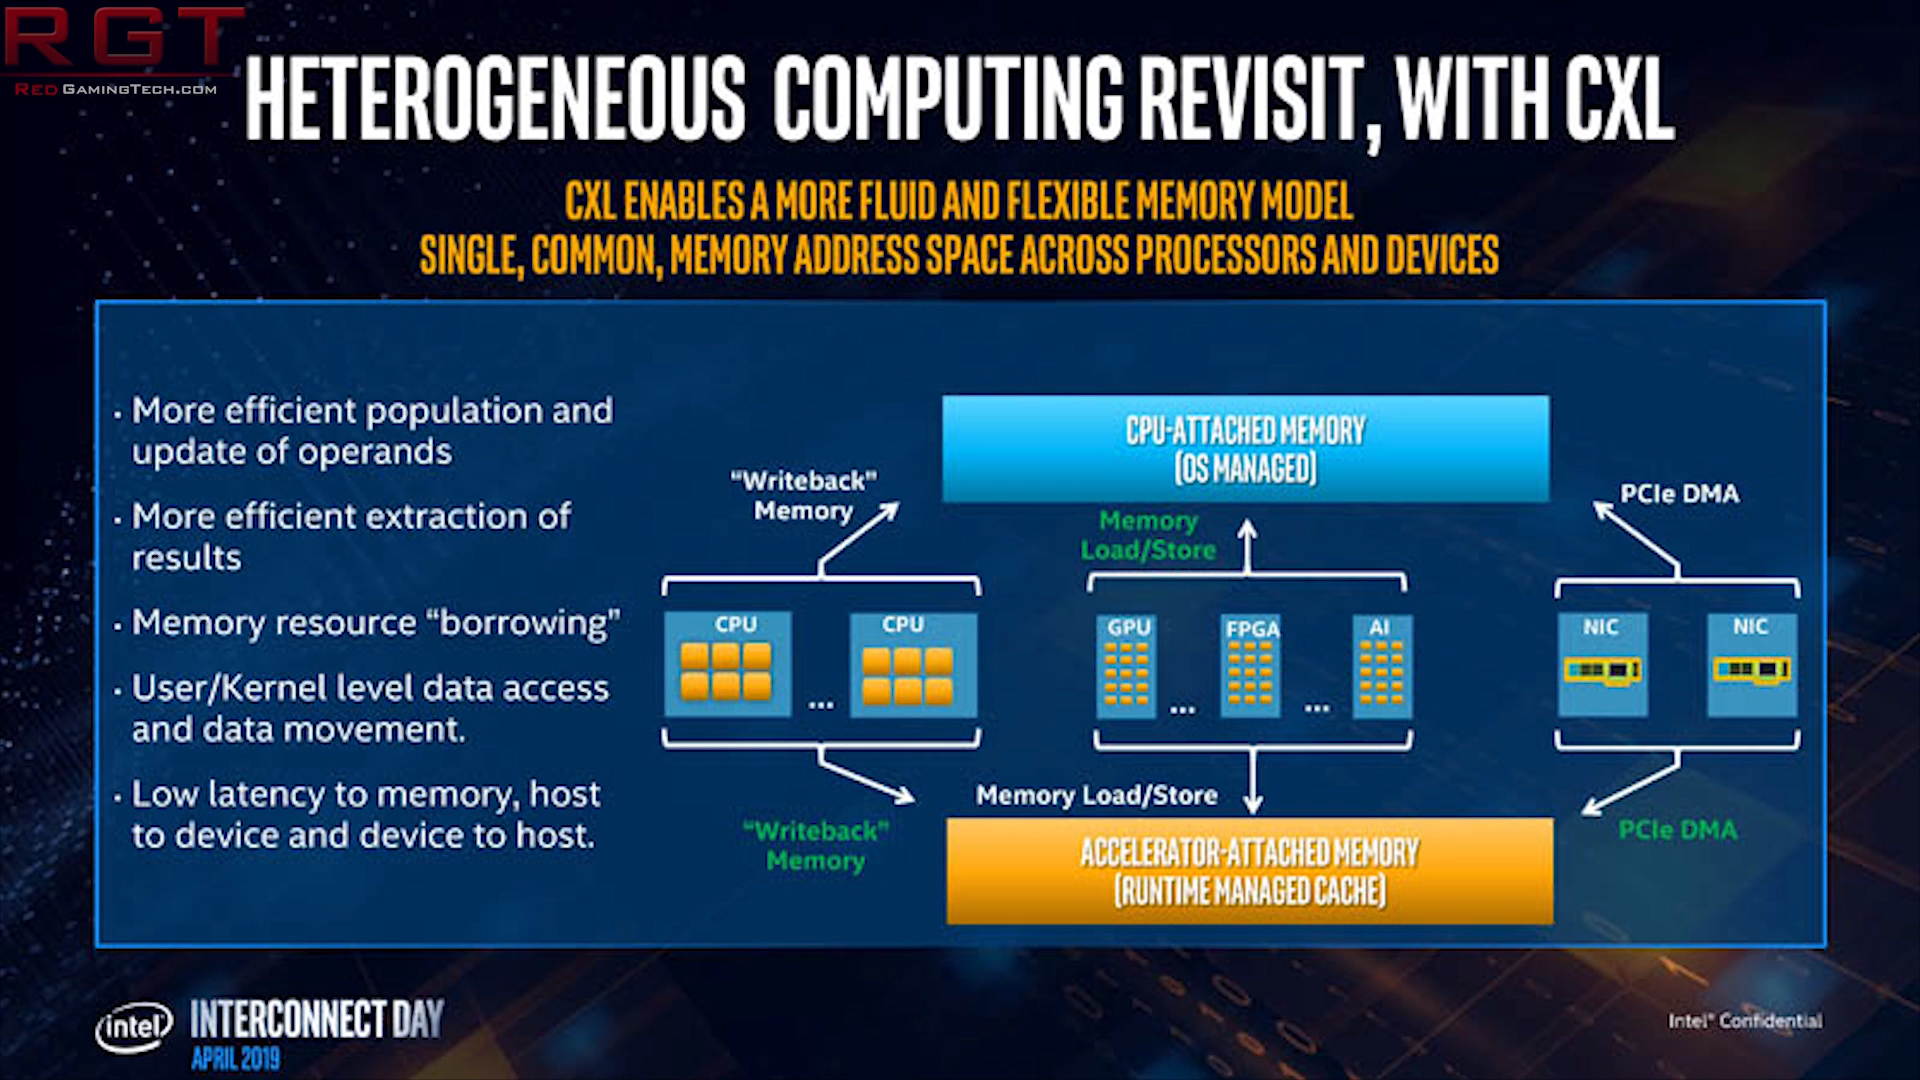 RGT
RedGamingTech.com
HETEROGENEOUS COMPUTING REVISIT, WITH CXL
CXL ENABLES A MORE FLUID AND FLEXIBLE MEMORY MODEL
SINGLE, COMMON, MEMORY ADDRESS SPACE ACROSS PROCESSORS AND DEVICES
· More efficient population and
update of operands
· More efficient extraction of
results
· Memory resource “borrowing”
· User/Kernel level data access
and data movement.
· Low latency to memory, host
to device and device to host.
CPU-ATTACHED MEMORY
(OS MANAGED)
“Writeback”
Memory
Memory
Load/Store
PCIe DMA
CPU
...
CPU
GPU
...
FPGA
...
AI
NIC
NIC
“Writeback”
Memory
Memory Load/Store
PCIe DMA
ACCELERATOR-ATTACHED MEMORY
(RUNTIME MANAGED CACHE)
intel
INTERCONNECT DAY
APRIL 2019
Intel® Confidential